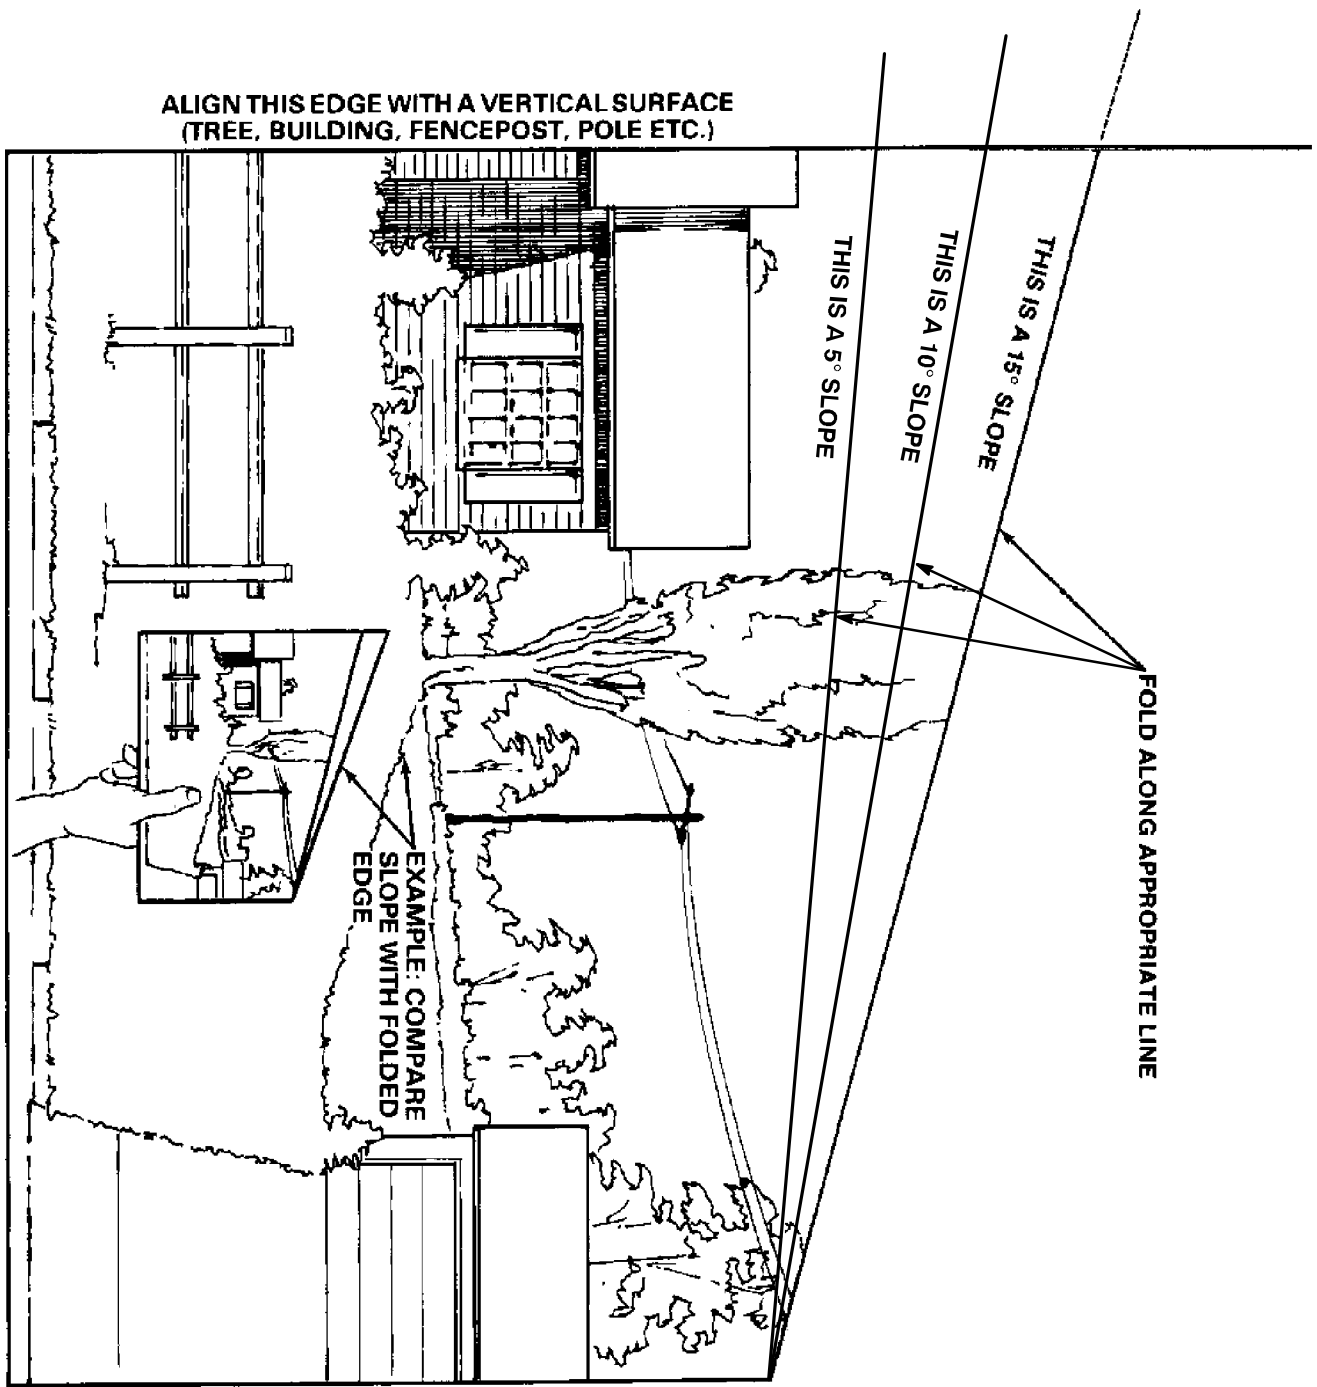 ALIGN THIS EDGE WITH A VERTICAL SURFACE
(TREE, BUILDING, FENCEPOST, POLE ETC.)
THIS IS A 5° SLOPE
THIS IS A 10° SLOPE
THIS IS A 15° SLOPE
FOLD ALONG APPROPRIATE LINE
EXAMPLE: COMPARE
SLOPE WITH FOLDED
EDGE